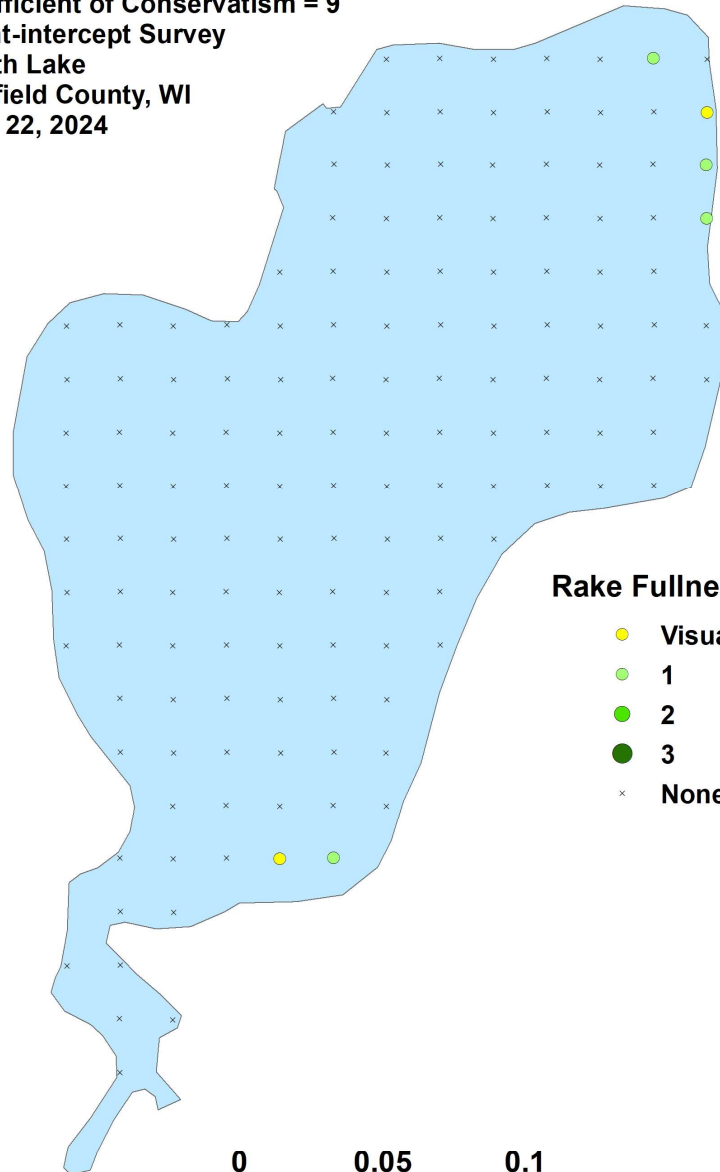 fficient of Conservatism = 9
t-intercept Survey
th Lake
field County, WI
22, 2024
Rake Fullne
Visua
1
2
3
None
0 0.05 0.1